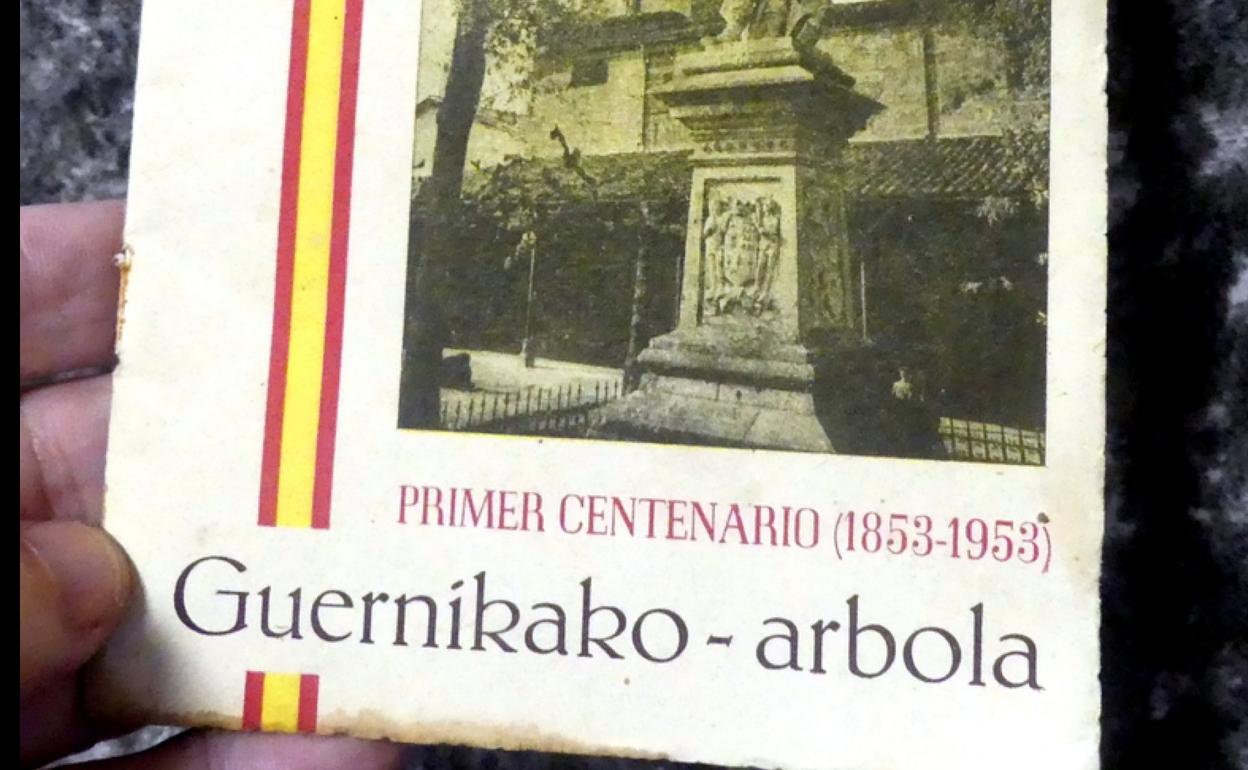 PRIMER CENTENARIO (1853-1953)
Guernikako - arbola